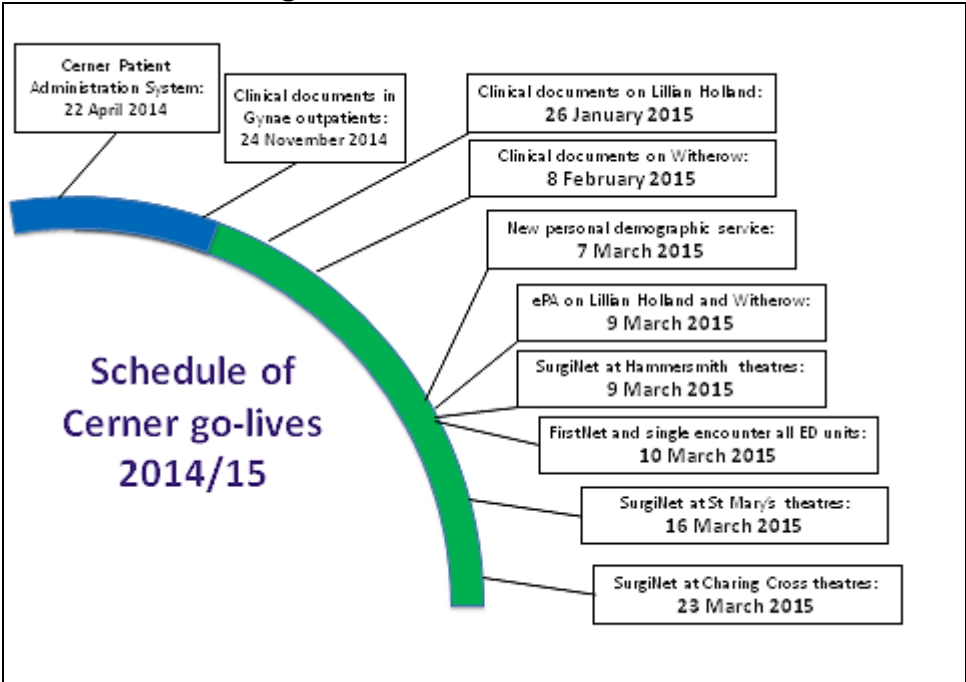 Cerner Patient
Administration System:
22 April 2014
Clinical documents in
Gynae outpatients:
24 November 2014
Clinical documents on Lillian Holland:
26 January 2015
Clinical documents on Witherow:
8 February 2015
New personal demographic service:
7 March 2015
ePA on Lillian Holland and Witherow:
9 March 2015
SurgiNet at Hammersmith theatres:
9 March 2015
FirstNet and single encounter all ED units:
10 March 2015
SurgiNet at St Mary's theatres:
16 March 2015
SurgiNet at Charing Cross theatres:
23 March 2015
Schedule of
Cerner go-lives
2014/15